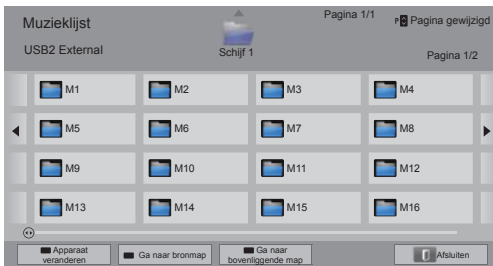 Muzieklijst
Pagina 1/1
P Pagina gewijzigd
USB2 External
Schijf 1
Pagina 1/2
M1
M2
M3
M4
M5
M6
M7
M8
M9
M10
M11
M12
M13
M14
M15
M16
Apparaat
veranderen
Ga naar bronmap
Ga naar
bovenliggende map
Afsluiten